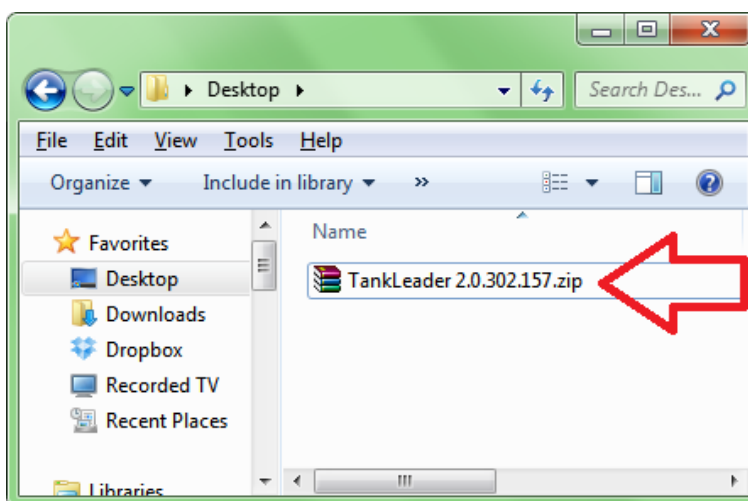 Desktop
Search Des...
File Edit View Tools Help
Organize Include in library »
Favorites
Desktop
Downloads
Dropbox
Recorded TV
Recent Places
Libraries
Name
TankLeader 2.0.302.157.zip